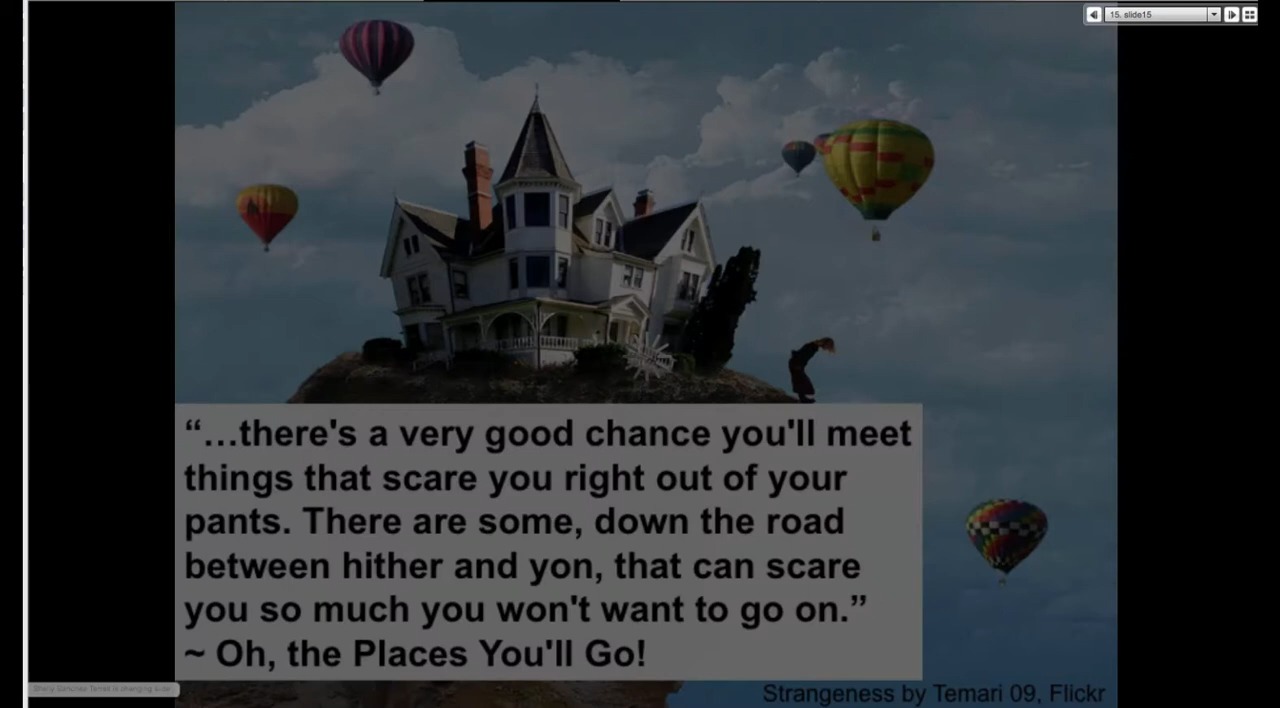 15. slide15
“…there's a very good chance you'll meet
things that scare you right out of your
pants. There are some, down the road
between hither and yon, that can scare
you so much you won't want to go on.”
~ Oh, the Places You'll Go!
Strangeness by Temari 09, Flickr